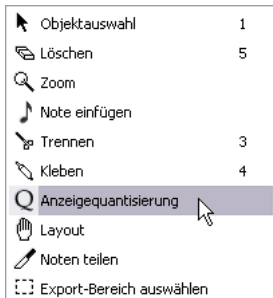 Objektauswahl 1
Löschen 5
Zoom
Note einfügen
Trennen 3
Kleben 4
Q Anzeigequantisierung
Layout
Noten teilen
Export-Bereich auswählen